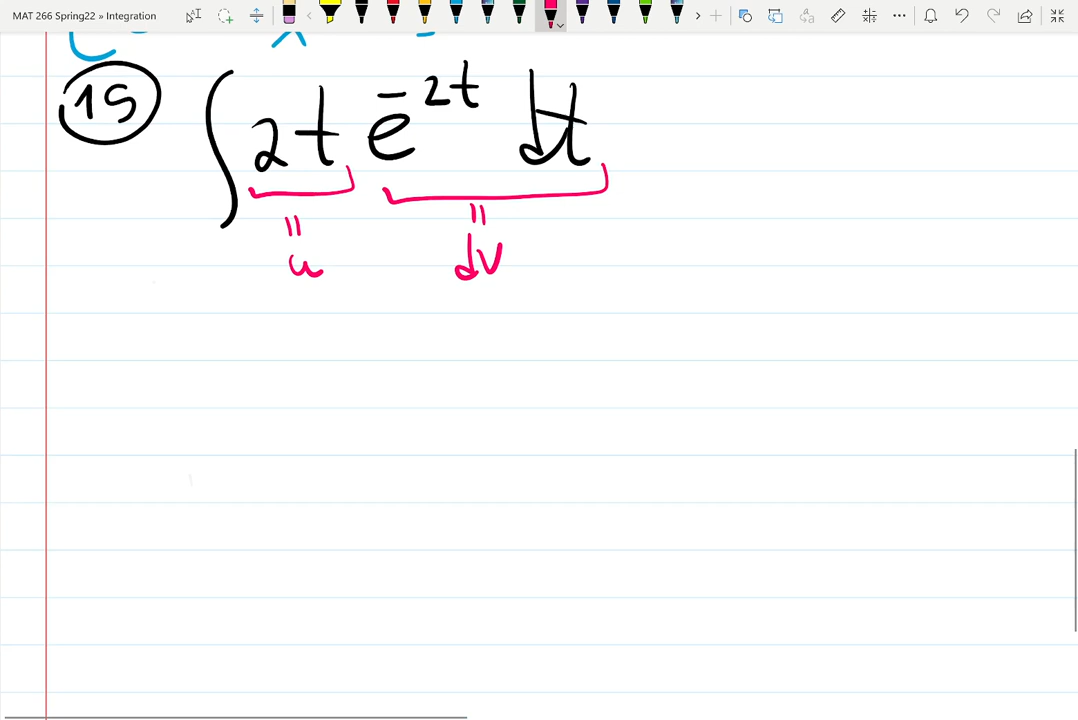 MAT 266 Spring22 » Integration
15 ∫ 2t e^{-2t} dt
= u = dv